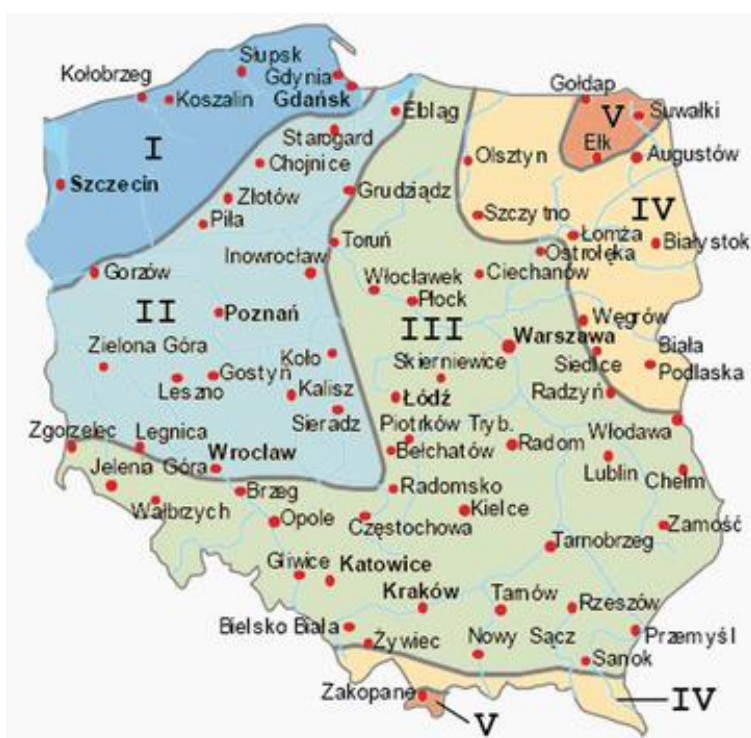 Słupsk
Gołdap
Kołobrzeg
Gdynia
V
Suwałki
Koszalin
Gdańsk
Elbląg
Ełk
I
Starogard
Olsztyn
Augustów
Chojnice
Szczecin
Grudziądz
Złotów
IV
Szczytno
Piła
Łomża
Toruń
Białystok
Ostrołęka
Inowrocław
Gorzów
Włocławek
Ciechanów
Płock
II
Poznań
III
Węgrów
Warszawa
Zielona Góra
Koło
Skierniewice
Siedlce
Biała
Podlaska
Gostyń
Leszno
Kalisz
Łódź
Radzyń
Sieradz
Piotrków Tryb.
Zgorzelec
Legnica
Włodawa
Wrocław
Bełchatów
Radom
Jelenia Góra
Lublin
Chełm
Brzeg
Radomsko
Wałbrzych
Kielce
Opole
Częstochowa
Zamość
Tarnobrzeg
Gliwice
Katowice
Kraków
Tarnów
Rzeszów
Bielsko Biała
Żywiec
Nowy Sącz
Przemyśl
Sanok
Zakopane
IV
V